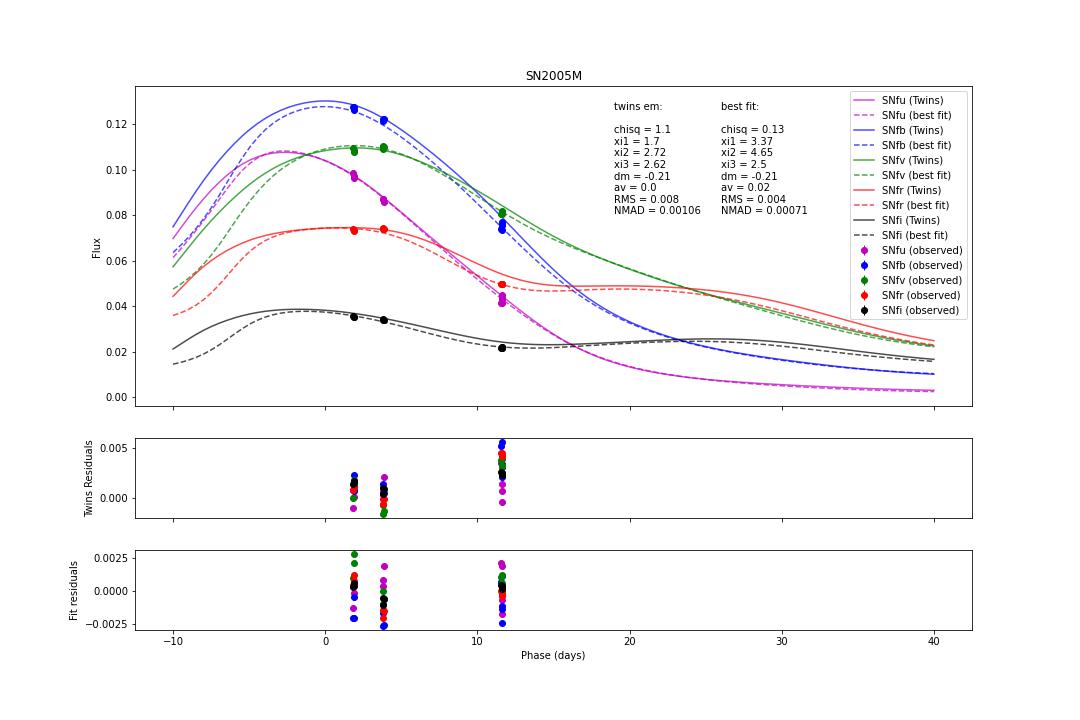 SN2005M
Flux
0.12
0.10
0.08
0.06
0.04
0.02
0.00
twins em:
chisq = 1.1
xi1 = 1.7
xi2 = 2.72
xi3 = 2.62
dm = -0.21
av = 0.0
RMS = 0.008
NMAD = 0.00106
best fit:
chisq = 0.13
xi1 = 3.37
xi2 = 4.65
xi3 = 2.5
dm = -0.21
av = 0.02
RMS = 0.004
NMAD = 0.00071
SNfu (Twins)
SNfu (best fit)
SNfb (Twins)
SNfb (best fit)
SNfv (Twins)
SNfv (best fit)
SNfr (Twins)
SNfr (best fit)
SNfi (Twins)
SNfi (best fit)
SNfu (observed)
SNfb (observed)
SNfv (observed)
SNfr (observed)
SNfi (observed)
Twins Residuals
0.005
0.000
Fit residuals
0.0025
0.0000
−0.0025
−10
0
10
20
30
40
Phase (days)